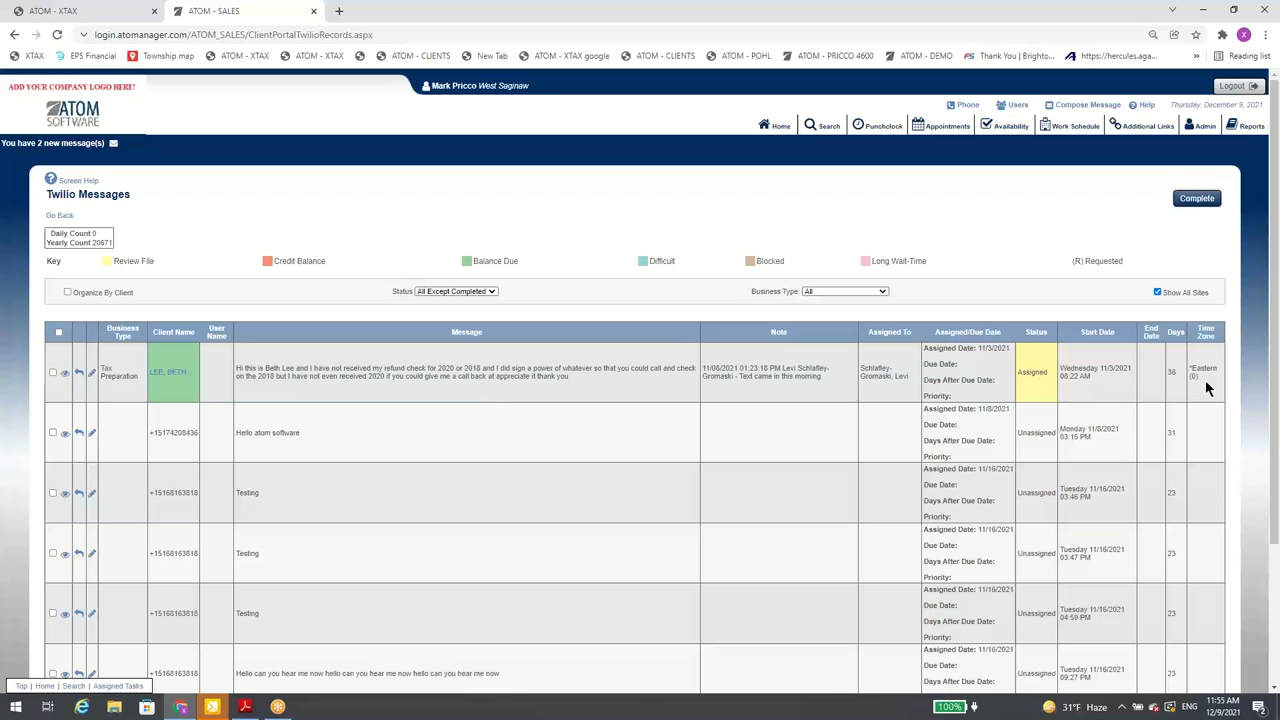 ATOM - XTAX
ATOM - SALES
login.atomanager.com/ATOM_SALES/ClientPortalTwilioRecords.aspx
XTAX EPS Financial Township map ATOM - XTAX ATOM - XTAX ATOM - CLIENTS New Tab ATOM - XTAX google ATOM - CLIENTS ATOM - POHL ATOM - PRICCO 4600 ATOM - DEMO Thank You | Brighto... https://hercules.aga... Reading list
ADD YOUR COMPANY LOGO HERE!
ATOM
SOFTWARE
Mark Pricco West Saginaw
Logout
Phone Users Compose Message Help Thursday, December 9, 2021
Home Search Punchclock Appointments Availability Work Schedule Additional Links Admin Reports
You have 2 new message(s)
Screen Help
Twilio Messages
Complete
Go Back
Daily Count 0
Yearly Count 20671
Key Review File Credit Balance Balance Due Difficult Blocked Long Wait-Time (R) Requested
Organize By Client Status All Except Completed Business Type: All Show All Sites
Business Type Client Name User Name Message Note Assigned To Assigned/Due Date Status Start Date End Date Days Time Zone
Tax Preparation
LEE, BETH...
Hi this is Beth Lee and I have not received my refund check for 2020 or 2018 and I did sign a power of whatever so that you could call and check
on the 2018 but I have not even received 2020 if you could give me a call back at appreciate it thank you
11/08/2021 01:23:18 PM Levi Schlafley-
Gromaski - Text came in this morning
Schlafley-
Gromaski, Levi
Assigned Date: 11/3/2021
Due Date:
Days After Due Date:
Priority:
Assigned
Wednesday 11/3/2021
08:22 AM
36
*Eastern
(0)
+15174208436
Hello atom software
Assigned Date: 11/8/2021
Due Date:
Days After Due Date:
Priority:
Unassigned
Monday 11/8/2021
03:15 PM
31
+15168163818
Testing
Assigned Date: 11/16/2021
Due Date:
Days After Due Date:
Priority:
Unassigned
Tuesday 11/16/2021
03:46 PM
23
+15168163818
Testing
Assigned Date: 11/16/2021
Due Date:
Days After Due Date:
Priority:
Unassigned
Tuesday 11/16/2021
03:47 PM
23
+15168163818
Testing
Assigned Date: 11/16/2021
Due Date:
Days After Due Date:
Priority:
Unassigned
Tuesday 11/16/2021
04:59 PM
23
+15168163818
Hello can you hear me now hello can you hear me now hello can you hear me now
Assigned Date: 11/16/2021
Due Date:
Days After Due Date:
Unassigned
Tuesday 11/16/2021
09:27 PM
23
Top | Home | Search | Assigned Tasks
100% 31°F Haze ENG 11:55 AM
12/9/2021